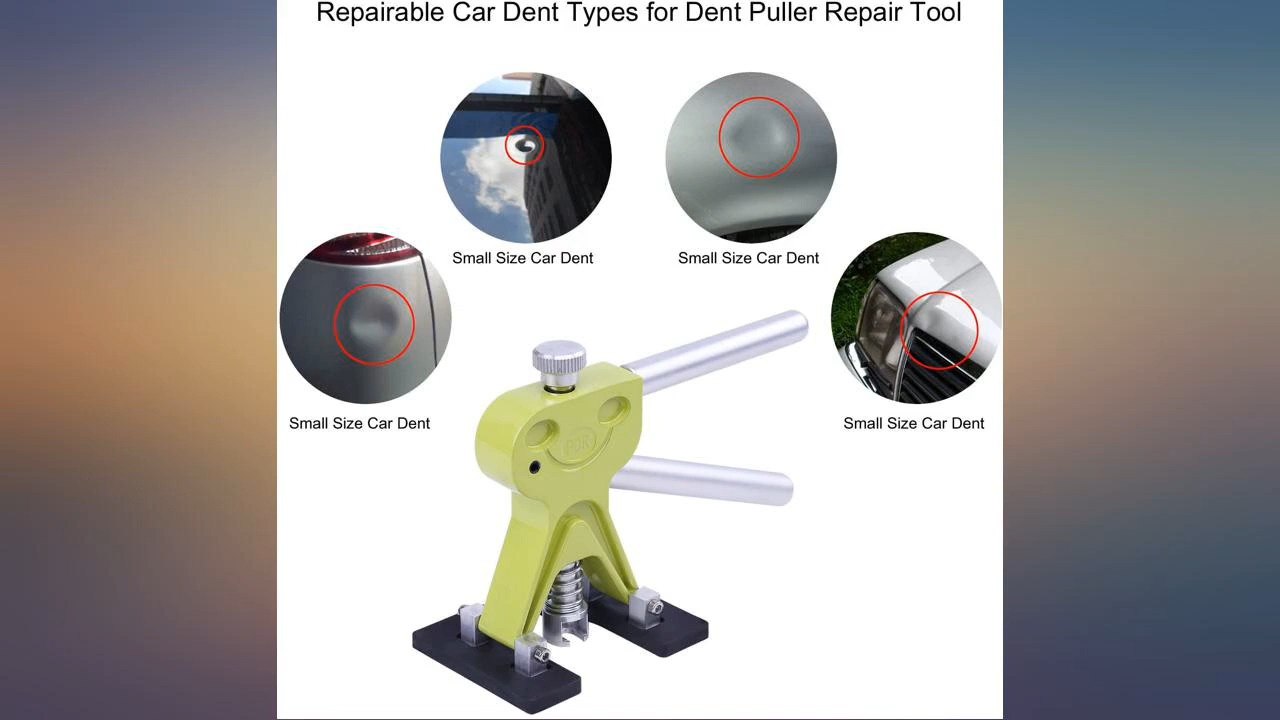 Repairable Car Dent Types for Dent Puller Repair Tool
Small Size Car Dent
Small Size Car Dent
Small Size Car Dent
Small Size Car Dent
PDR